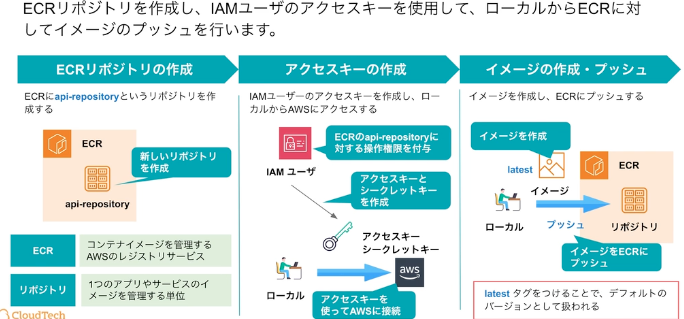 ECRリポジトリを作成し、IAMユーザのアクセスキーを使用して、ローカルからECRに対
してイメージのプッシュを行います。
ECRリポジトリの作成
ECRにapi-repositoryというリポジトリを作
成する
ECR
新しいリポジトリ
を作成
api-repository
ECR
コンテナイメージを管理する
AWSのレジストリサービス
リポジトリ
1つのアプリやサービスのイ
メージを管理する単位
アクセスキーの作成
IAMユーザーのアクセスキーを作成し、ロー
カルからAWSにアクセスする
ECRのapi-repositoryに
対する操作権限を付与
IAM ユーザ
アクセスキーと
シークレットキー
を作成
アクセスキー
シークレットキー
aws
ローカル
アクセスキーを
使ってAWSに接続
イメージの作成・プッシュ
イメージを作成し、ECRにプッシュする
イメージを作成
latest
ECR
イメージ
ローカル
プッシュ
リポジトリ
イメージをECRに
プッシュ
latest タグをつけることで、デフォルトの
バージョンとして扱われる
CloudTech